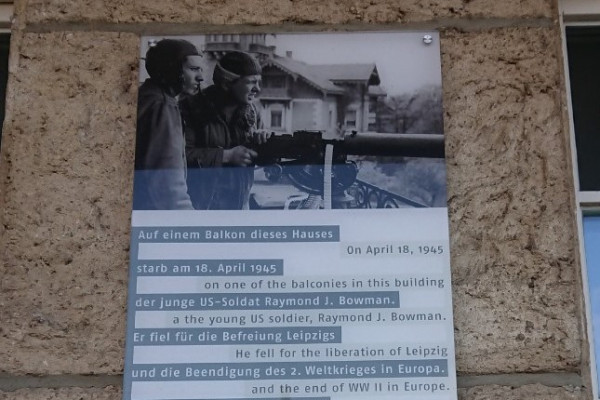 Auf einem Balkon dieses Hauses
On April 18, 1945
starb am 18. April 1945
on one of the balconies in this building
der junge US-Soldat Raymond J. Bowman.
a the young US soldier, Raymond J. Bowman.
Er fiel für die Befreiung Leipzigs
He fell for the liberation of Leipzig
und die Beendigung des 2. Weltkrieges in Europa.
and the end of WW II in Europe.